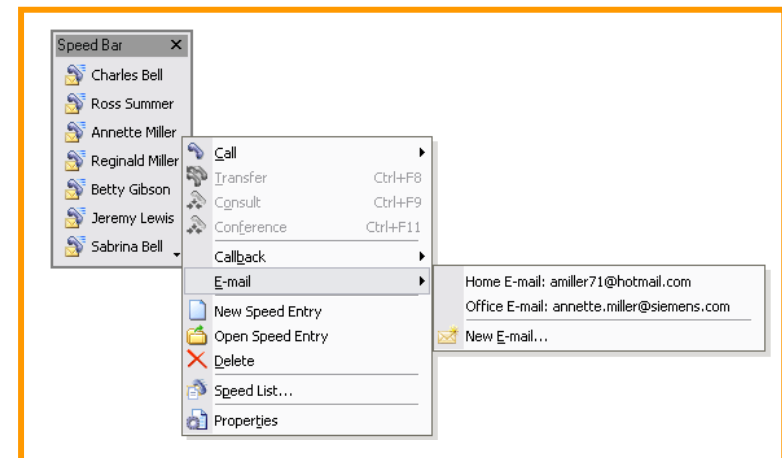 Speed Bar
Charles Bell
Ross Summer
Annette Miller
Reginald Miller
Betty Gibson
Jeremy Lewis
Sabrina Bell
Call
Transfer Ctrl+F8
Consult Ctrl+F9
Conference Ctrl+F11
Callback
E-mail
New Speed Entry
Open Speed Entry
Delete
Speed List...
Properties
Home E-mail: amiller71@hotmail.com
Office E-mail: annette.miller@siemens.com
New E-mail...